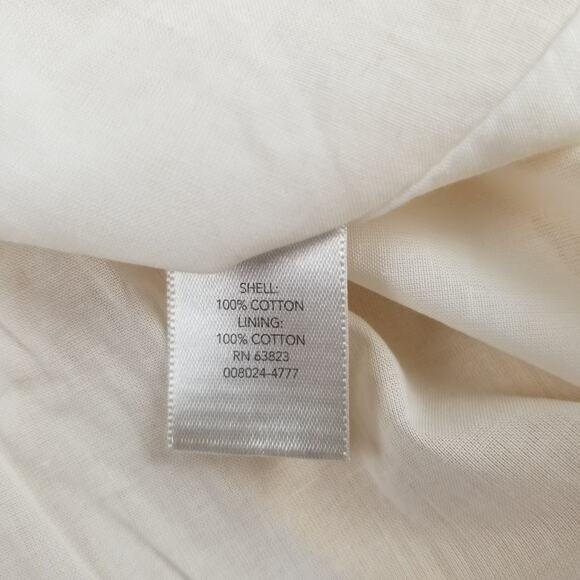 SHELL:
100% COTTON
LINING:
100% COTTON
RN 63823
008024-4777